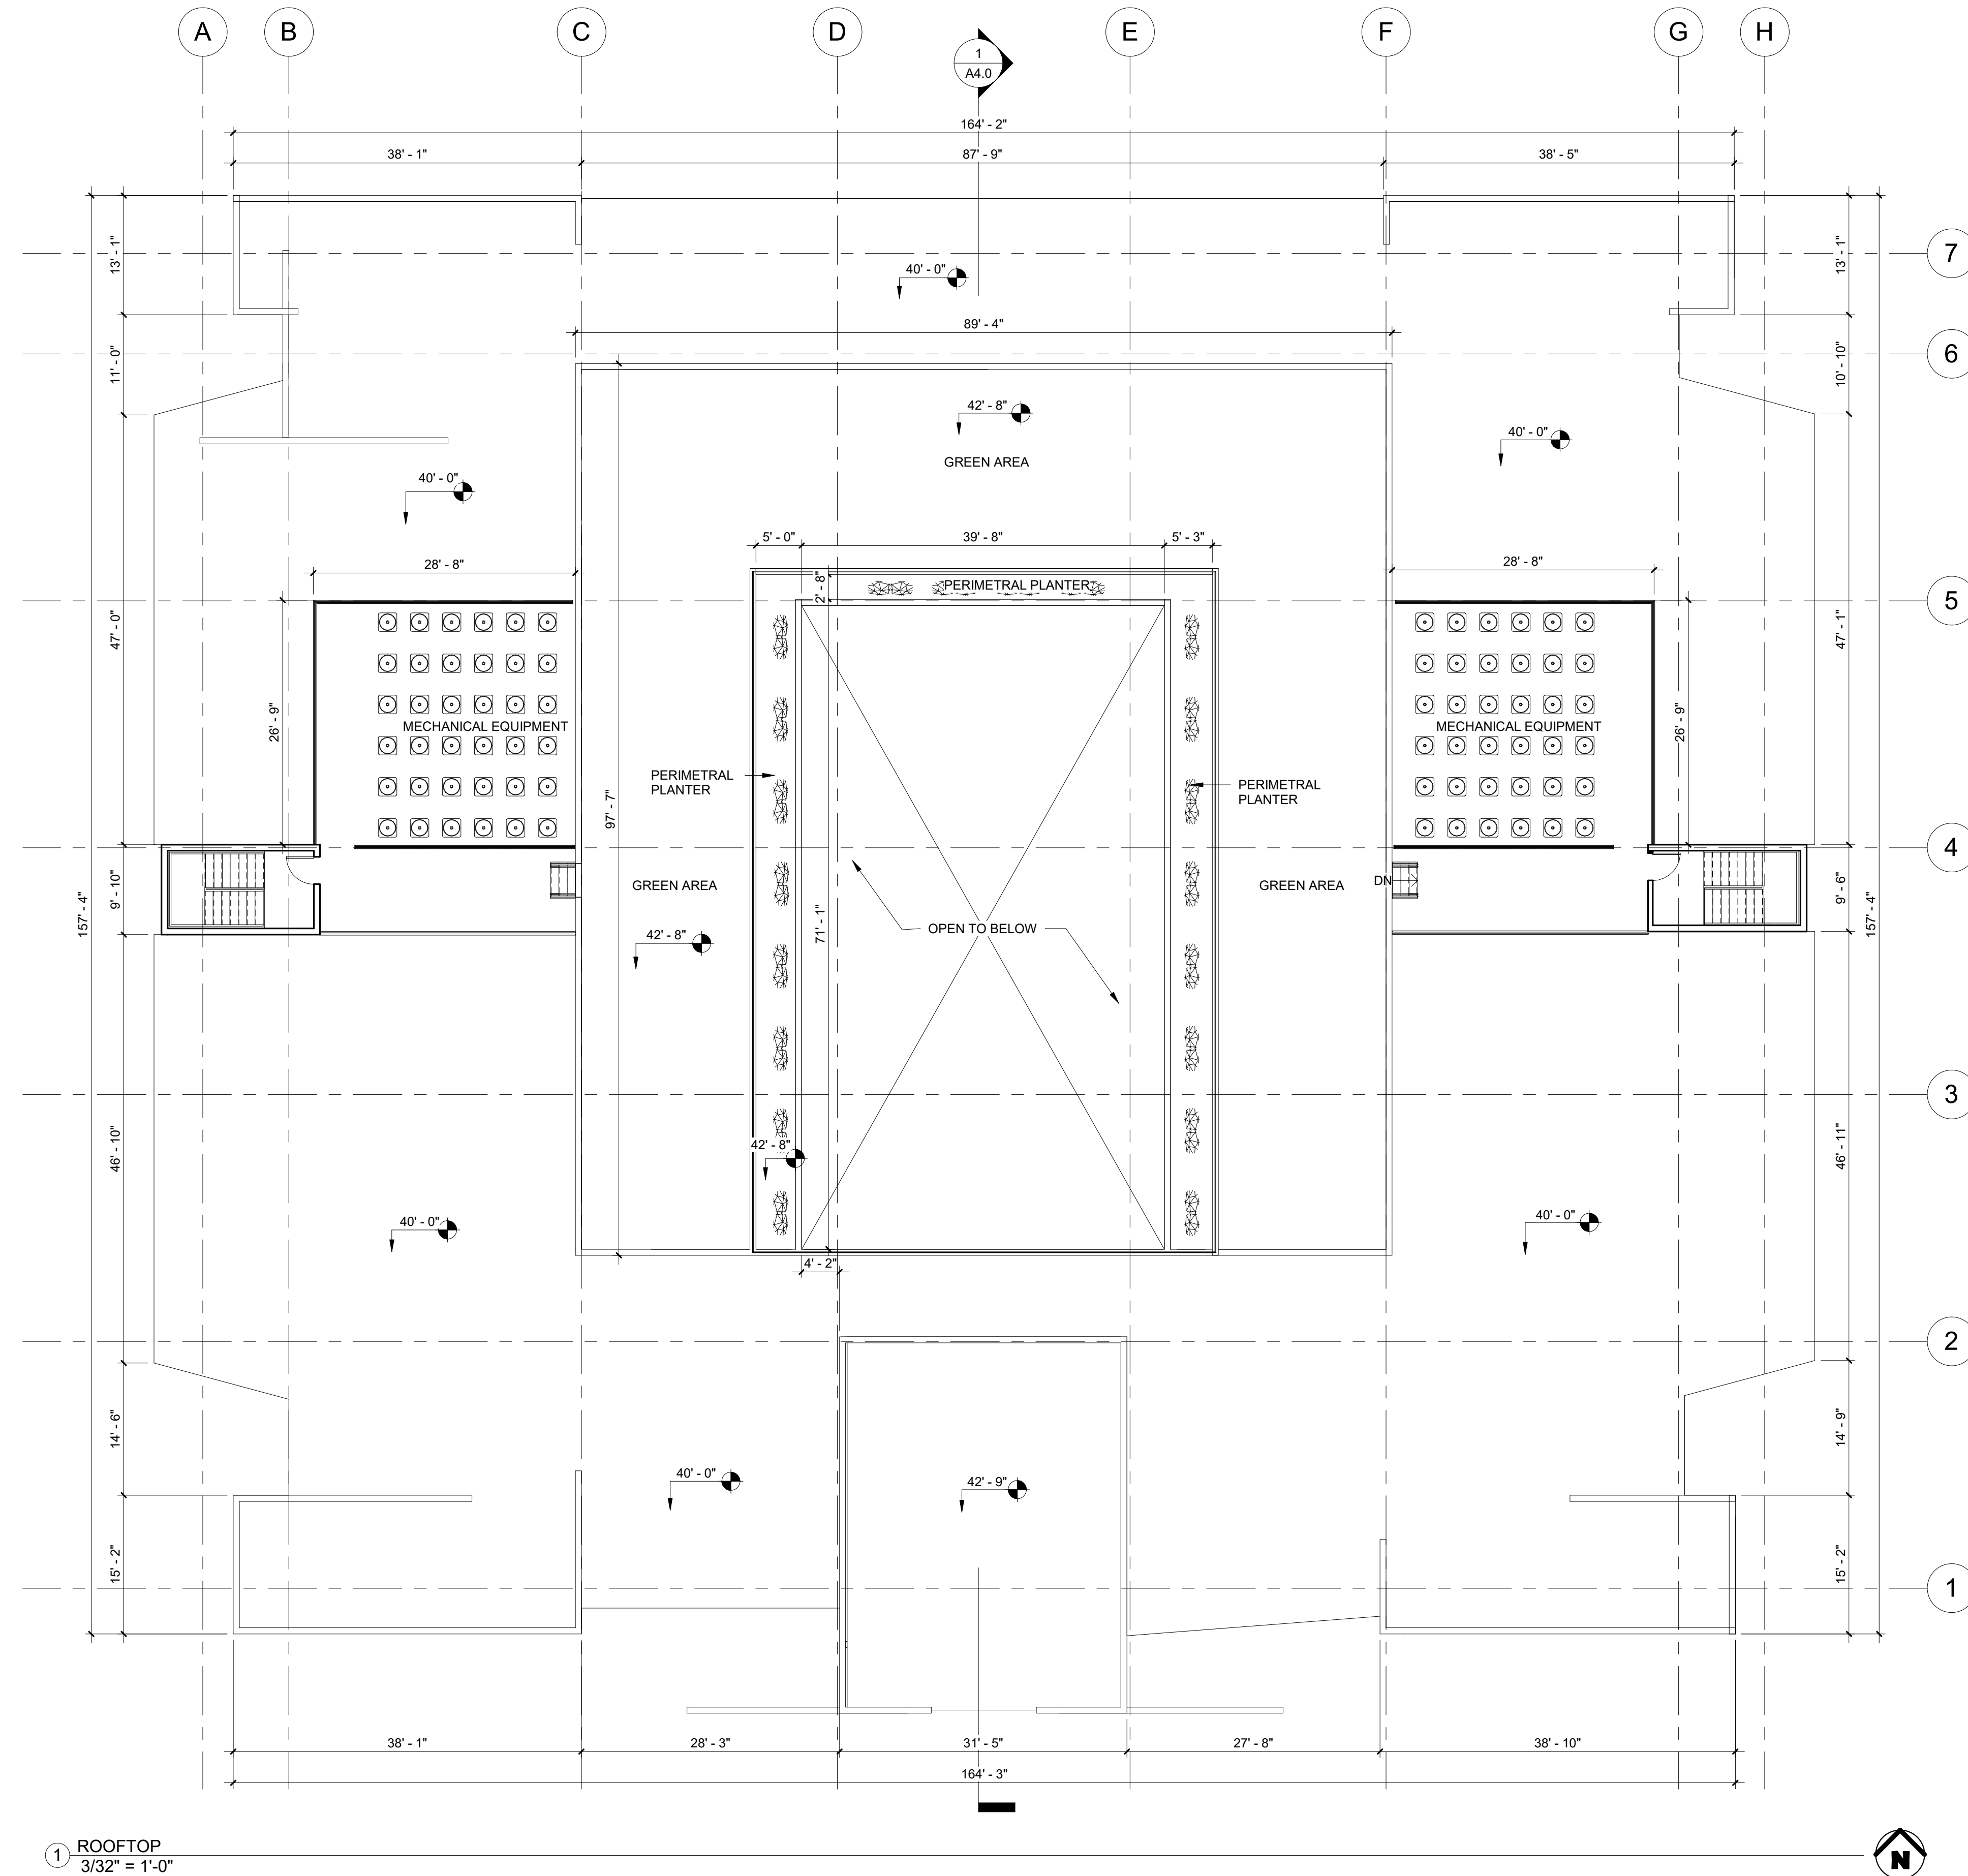 A B C D E F G H
1
A4.0
164' - 2"
38' - 1" 87' - 9" 38' - 5"
13' - 1" 13' - 1"
7
40' - 0"
89' - 4"
11' - 0" 10' - 10"
6
42' - 8"
40' - 0"
GREEN AREA
40' - 0"
5' - 0" 39' - 8" 5' - 3"
28' - 8" 28' - 8"
2' - 8"
PERIMETRAL PLANTER
5
47' - 0" 47' - 1"
26' - 9" 26' - 9"
MECHANICAL EQUIPMENT MECHANICAL EQUIPMENT
PERIMETRAL
PLANTER
PERIMETRAL
PLANTER
97' - 7"
4
157' - 4" 9' - 10" 9' - 6" 157' - 4"
GREEN AREA GREEN AREA DN
71' - 1"
OPEN TO BELOW
42' - 8"
3
46' - 10" 46' - 11"
42' - 8"
40' - 0" 40' - 0"
4' - 2"
2
14' - 6" 14' - 9"
40' - 0" 42' - 9"
15' - 2" 15' - 2"
1
38' - 1" 28' - 3" 31' - 5" 27' - 8" 38' - 10"
164' - 3"
1 ROOFTOP
3/32" = 1'-0"
N